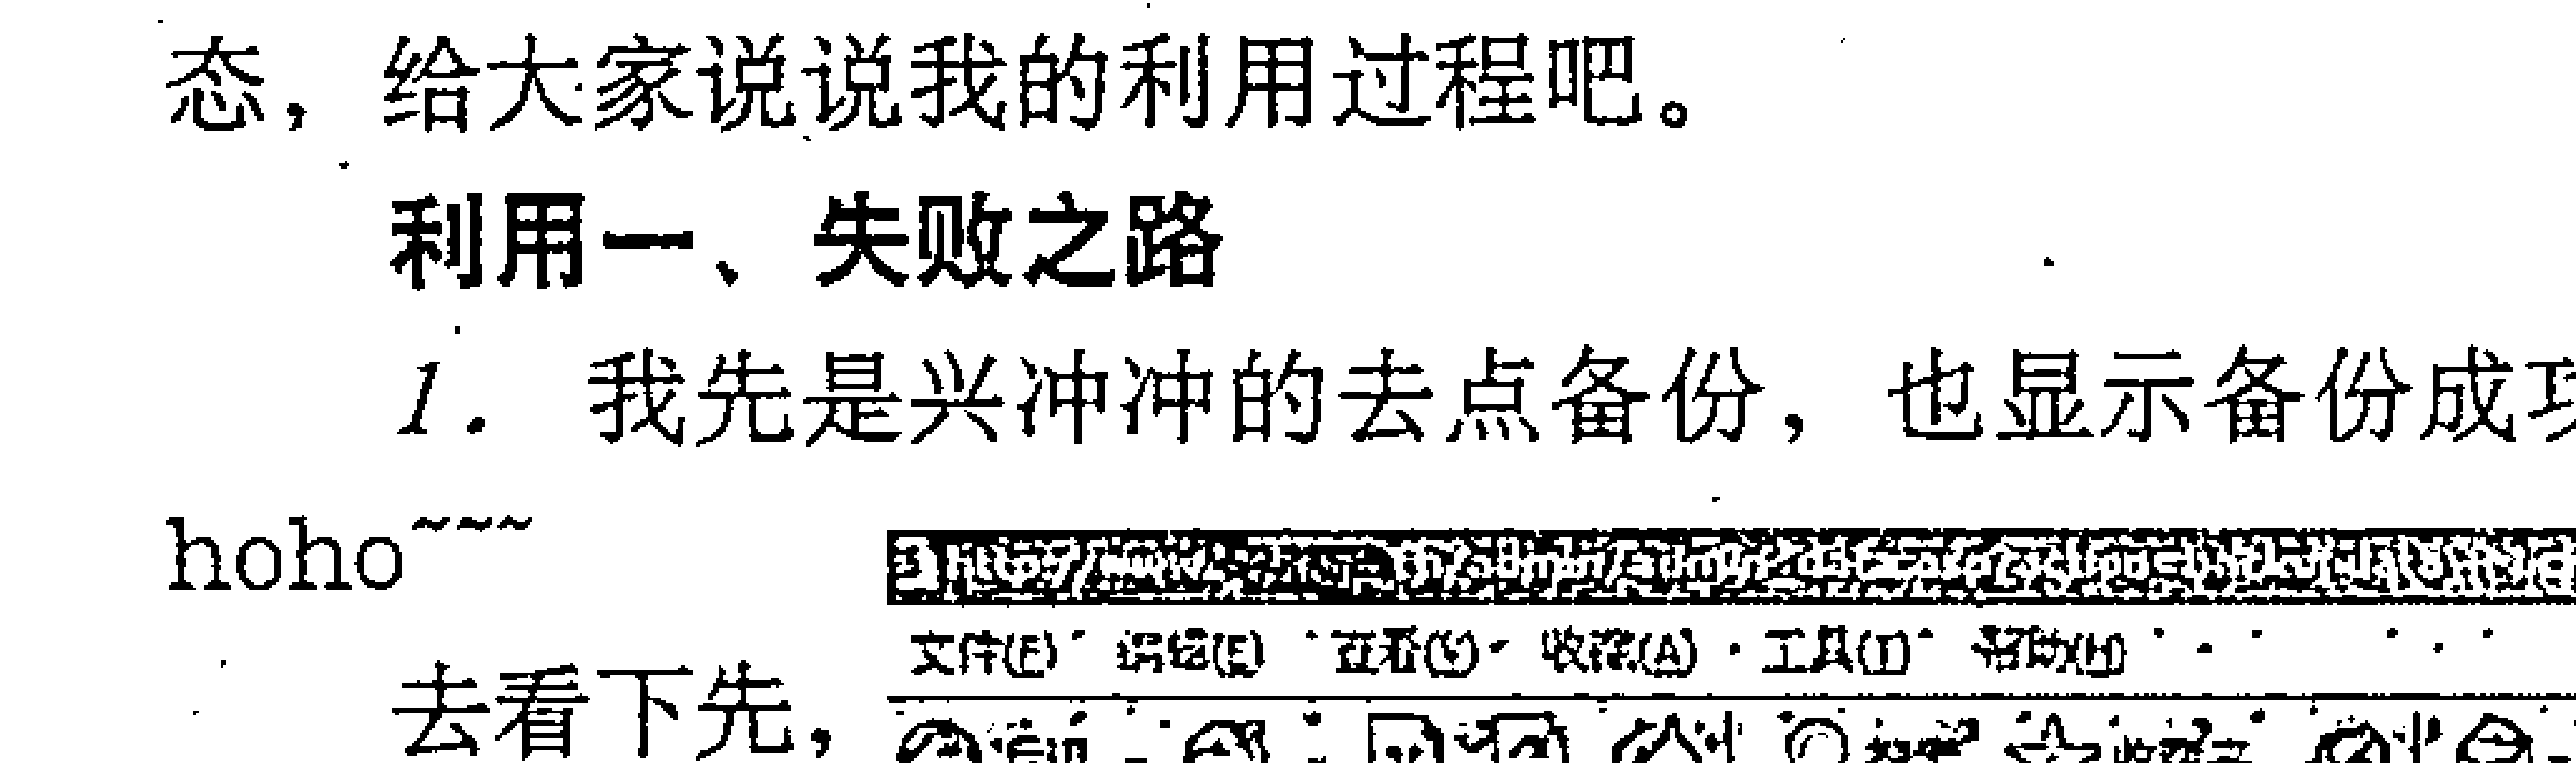 态，给大家说说我的利用过程吧。
利用一、失败之路
1. 我先是兴冲冲的去点备份，也显示备份成功
hoho~~~
文件(F) 编辑(E) 查看(V) 收藏(A) 工具(T) 帮助(H)
去看下先，